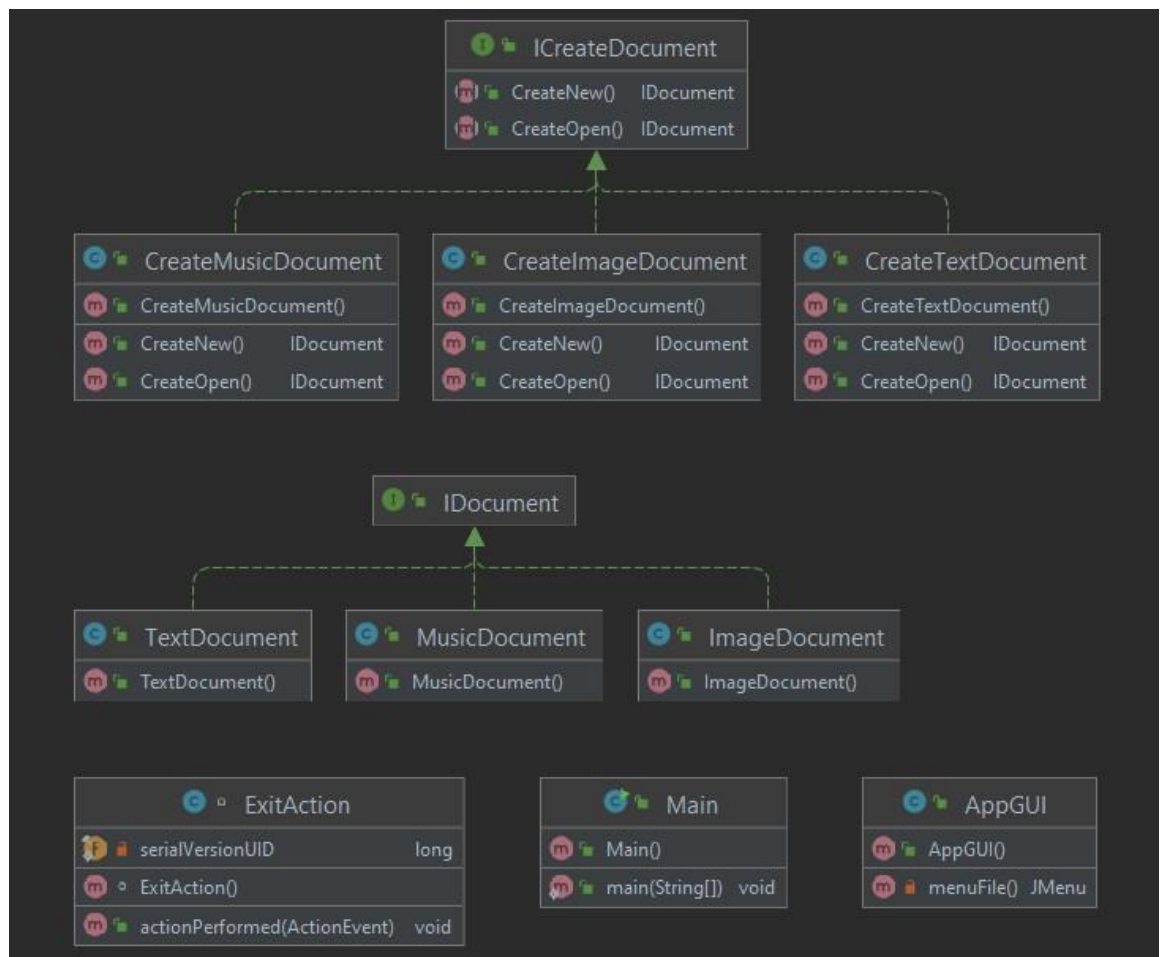 ICreateDocument
CreateNew() IDocument
CreateOpen() IDocument
CreateMusicDocument
CreateMusicDocument()
CreateNew() IDocument
CreateOpen() IDocument
CreateImageDocument
CreateImageDocument()
CreateNew() IDocument
CreateOpen() IDocument
CreateTextDocument
CreateTextDocument()
CreateNew() IDocument
CreateOpen() IDocument
IDocument
TextDocument
TextDocument()
MusicDocument
MusicDocument()
ImageDocument
ImageDocument()
ExitAction
serialVersionUID long
ExitAction()
actionPerformed(ActionEvent) void
Main
Main()
main(String[]) void
AppGUI
AppGUI()
menuFile() JMenu